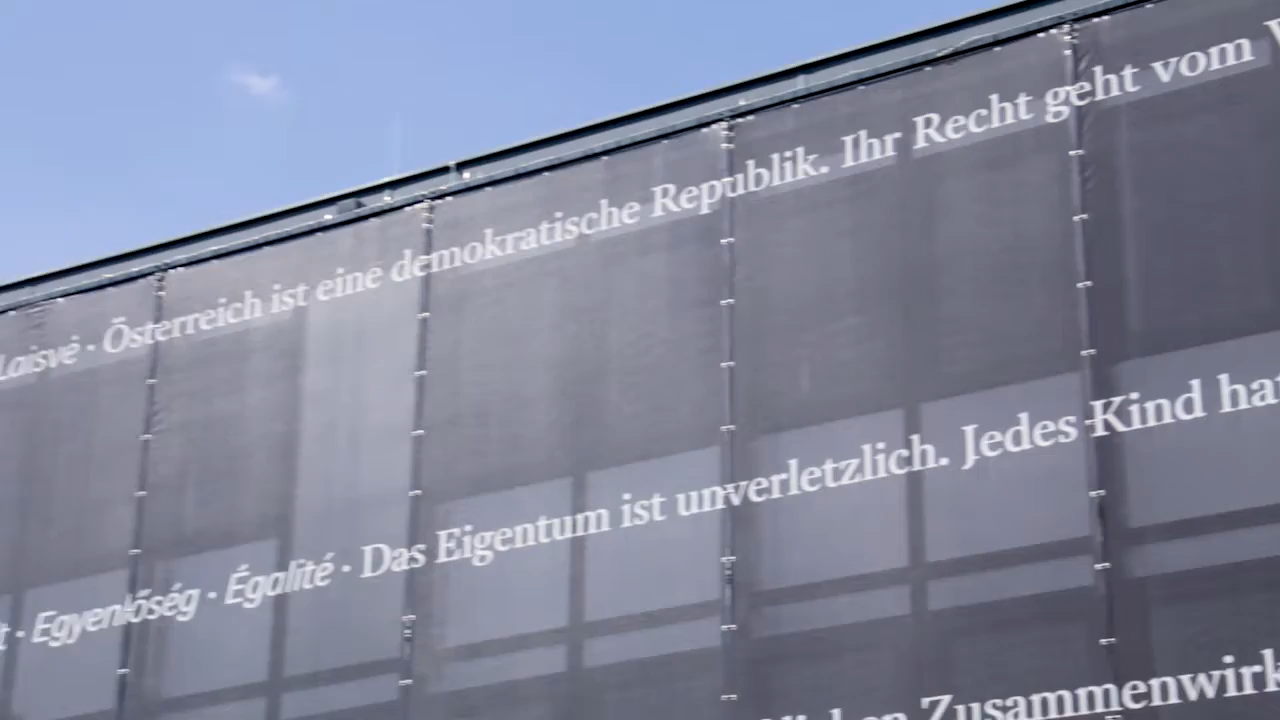 Laisvė · Österreich ist eine demokratische Republik. Ihr Recht geht vom
· Egyenlőség · Égalité · Das Eigentum ist unverletzlich. Jedes Kind hat
Zusammenwirk